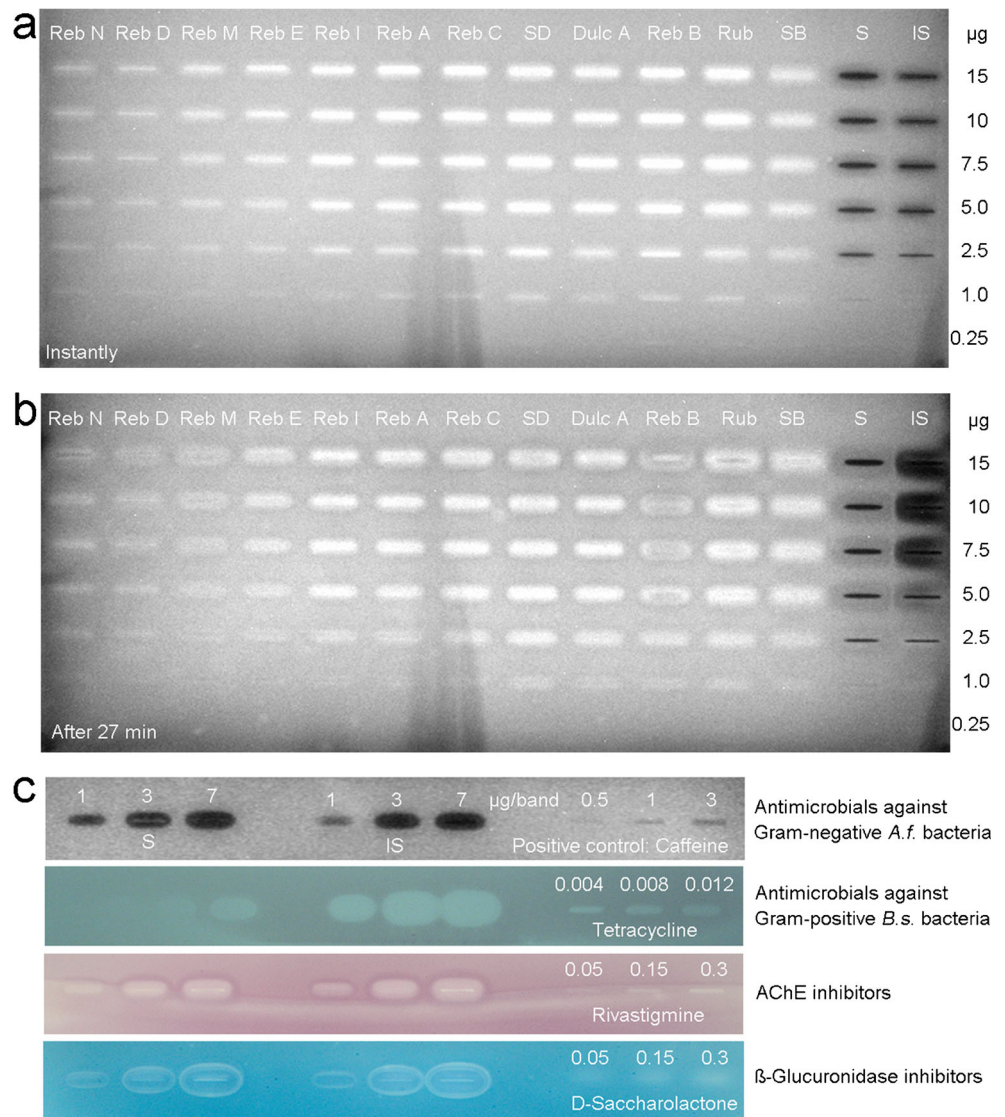 a
Reb N Reb D Reb M Reb E Reb I Reb A Reb C SD Dulc A Reb B Rub SB S IS µg
15
10
7.5
5.0
2.5
1.0
0.25
Instantly
b
Reb N Reb D Reb M Reb E Reb I Reb A Reb C SD Dulc A Reb B Rub SB S IS µg
15
10
7.5
5.0
2.5
1.0
0.25
After 27 min
c
1 3 7 1 3 7 µg/band 0.5 1 3
S IS Positive control: Caffeine
Antimicrobials against
Gram-negative A.f. bacteria
0.004 0.008 0.012
Tetracycline
Antimicrobials against
Gram-positive B.s. bacteria
0.05 0.15 0.3
Rivastigmine
AChE inhibitors
0.05 0.15 0.3
D-Saccharolactone
ß-Glucuronidase inhibitors